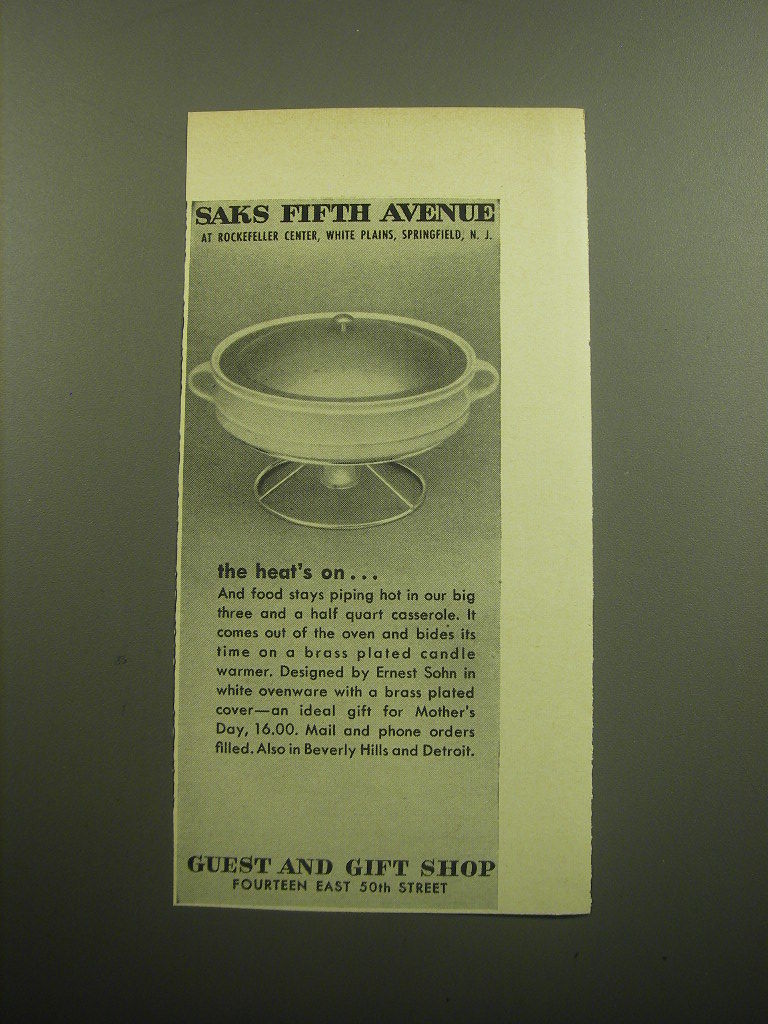 SAKS FIFTH AVENUE
AT ROCKEFELLER CENTER, WHITE PLAINS, SPRINGFIELD, N. J.
the heat's on...
And food stays piping hot in our big
three and a half quart casserole. It
comes out of the oven and bides its
time on a brass plated candle
warmer. Designed by Ernest Sohn in
white ovenware with a brass plated
cover—an ideal gift for Mother's
Day, 16.00. Mail and phone orders
filled. Also in Beverly Hills and Detroit.
GUEST AND GIFT SHOP
FOURTEEN EAST 50th STREET